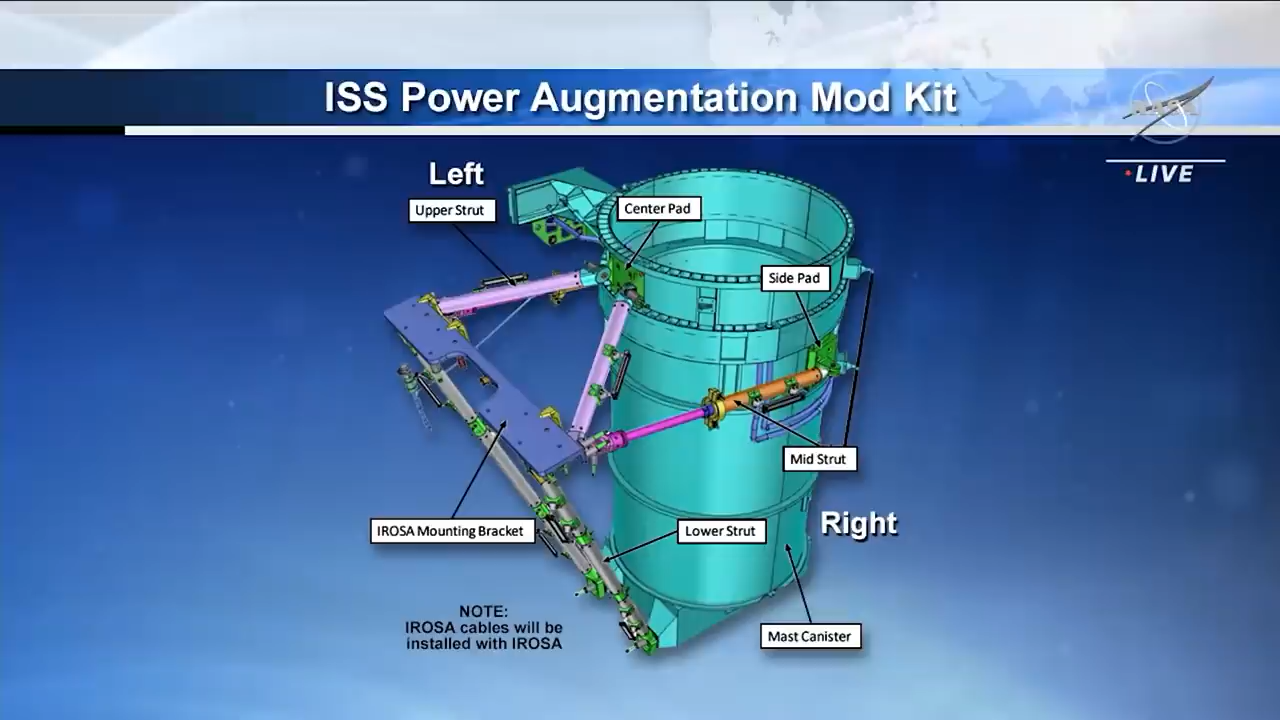 ISS Power Augmentation Mod Kit
NASA
LIVE
Left
Upper Strut
Center Pad
Side Pad
Mid Strut
IROSA Mounting Bracket
Lower Strut
Right
NOTE:
IROSA cables will be
installed with IROSA
Mast Canister